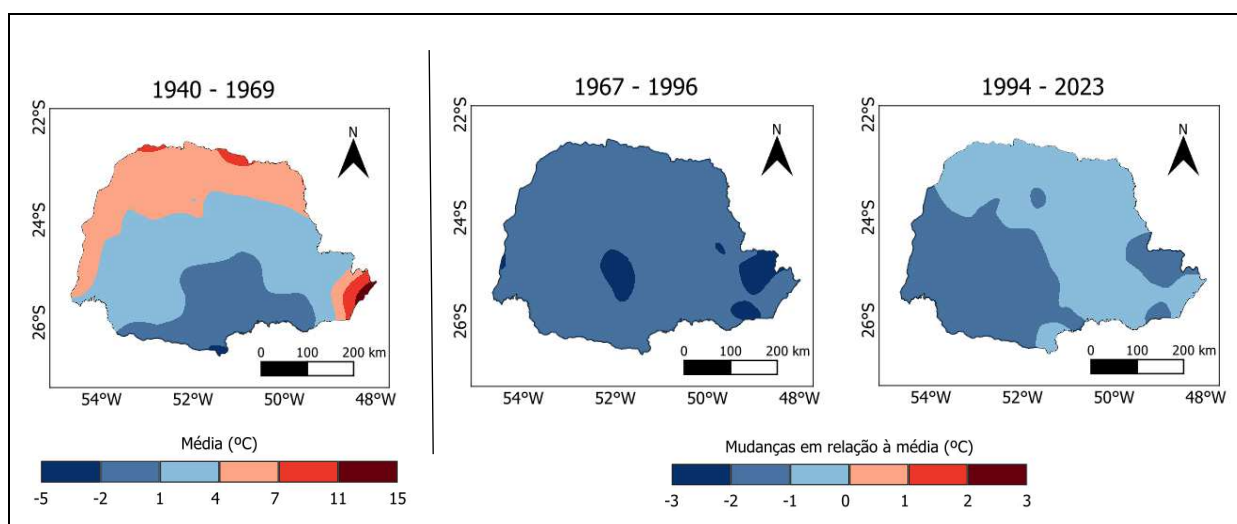 1940 - 1969
22°S
24°S
26°S
N
0 100 200 km
54°W 52°W 50°W 48°W
Média (ºC)
-5 -2 1 4 7 11 15
1967 - 1996
22°S
24°S
26°S
N
0 100 200 km
54°W 52°W 50°W 48°W
1994 - 2023
22°S
24°S
26°S
N
0 100 200 km
54°W 52°W 50°W 48°W
Mudanças em relação à média (ºC)
-3 -2 -1 0 1 2 3